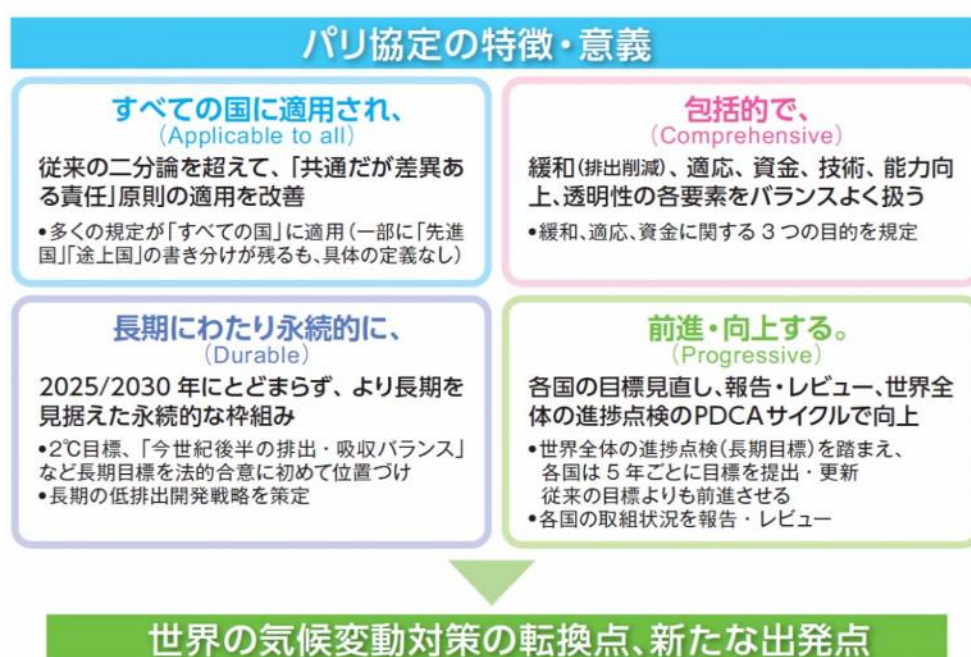 パリ協定の特徴・意義
すべての国に適用され、
(Applicable to all)
従来の二分論を超えて、「共通だが差異あ
る責任」原則の適用を改善
•多くの規定が「すべての国」に適用(一部に「先進
国」「途上国」の書き分けが残るも、具体の定義なし)
包括的で、
(Comprehensive)
緩和(排出削減)、適応、資金、技術、能力向
上、透明性の各要素をバランスよく扱う
•緩和、適応、資金に関する3つの目的を規定
長期にわたり永続的に、
(Durable)
2025/2030年にとどまらず、より長期を
見据えた永続的な枠組み
•2℃目標、「今世紀後半の排出・吸収バランス」
など長期目標を法的合意に初めて位置づけ
•長期の低排出開発戦略を策定
前進・向上する。
(Progressive)
各国の目標見直し、報告・レビュー、世界全
体の進捗点検のPDCAサイクルで向上
•世界全体の進捗点検(長期目標)を踏まえ、
各国は5年ごとに目標を提出・更新
従来の目標よりも前進させる
•各国の取組状況を報告・レビュー
世界の気候変動対策の転換点、新たな出発点